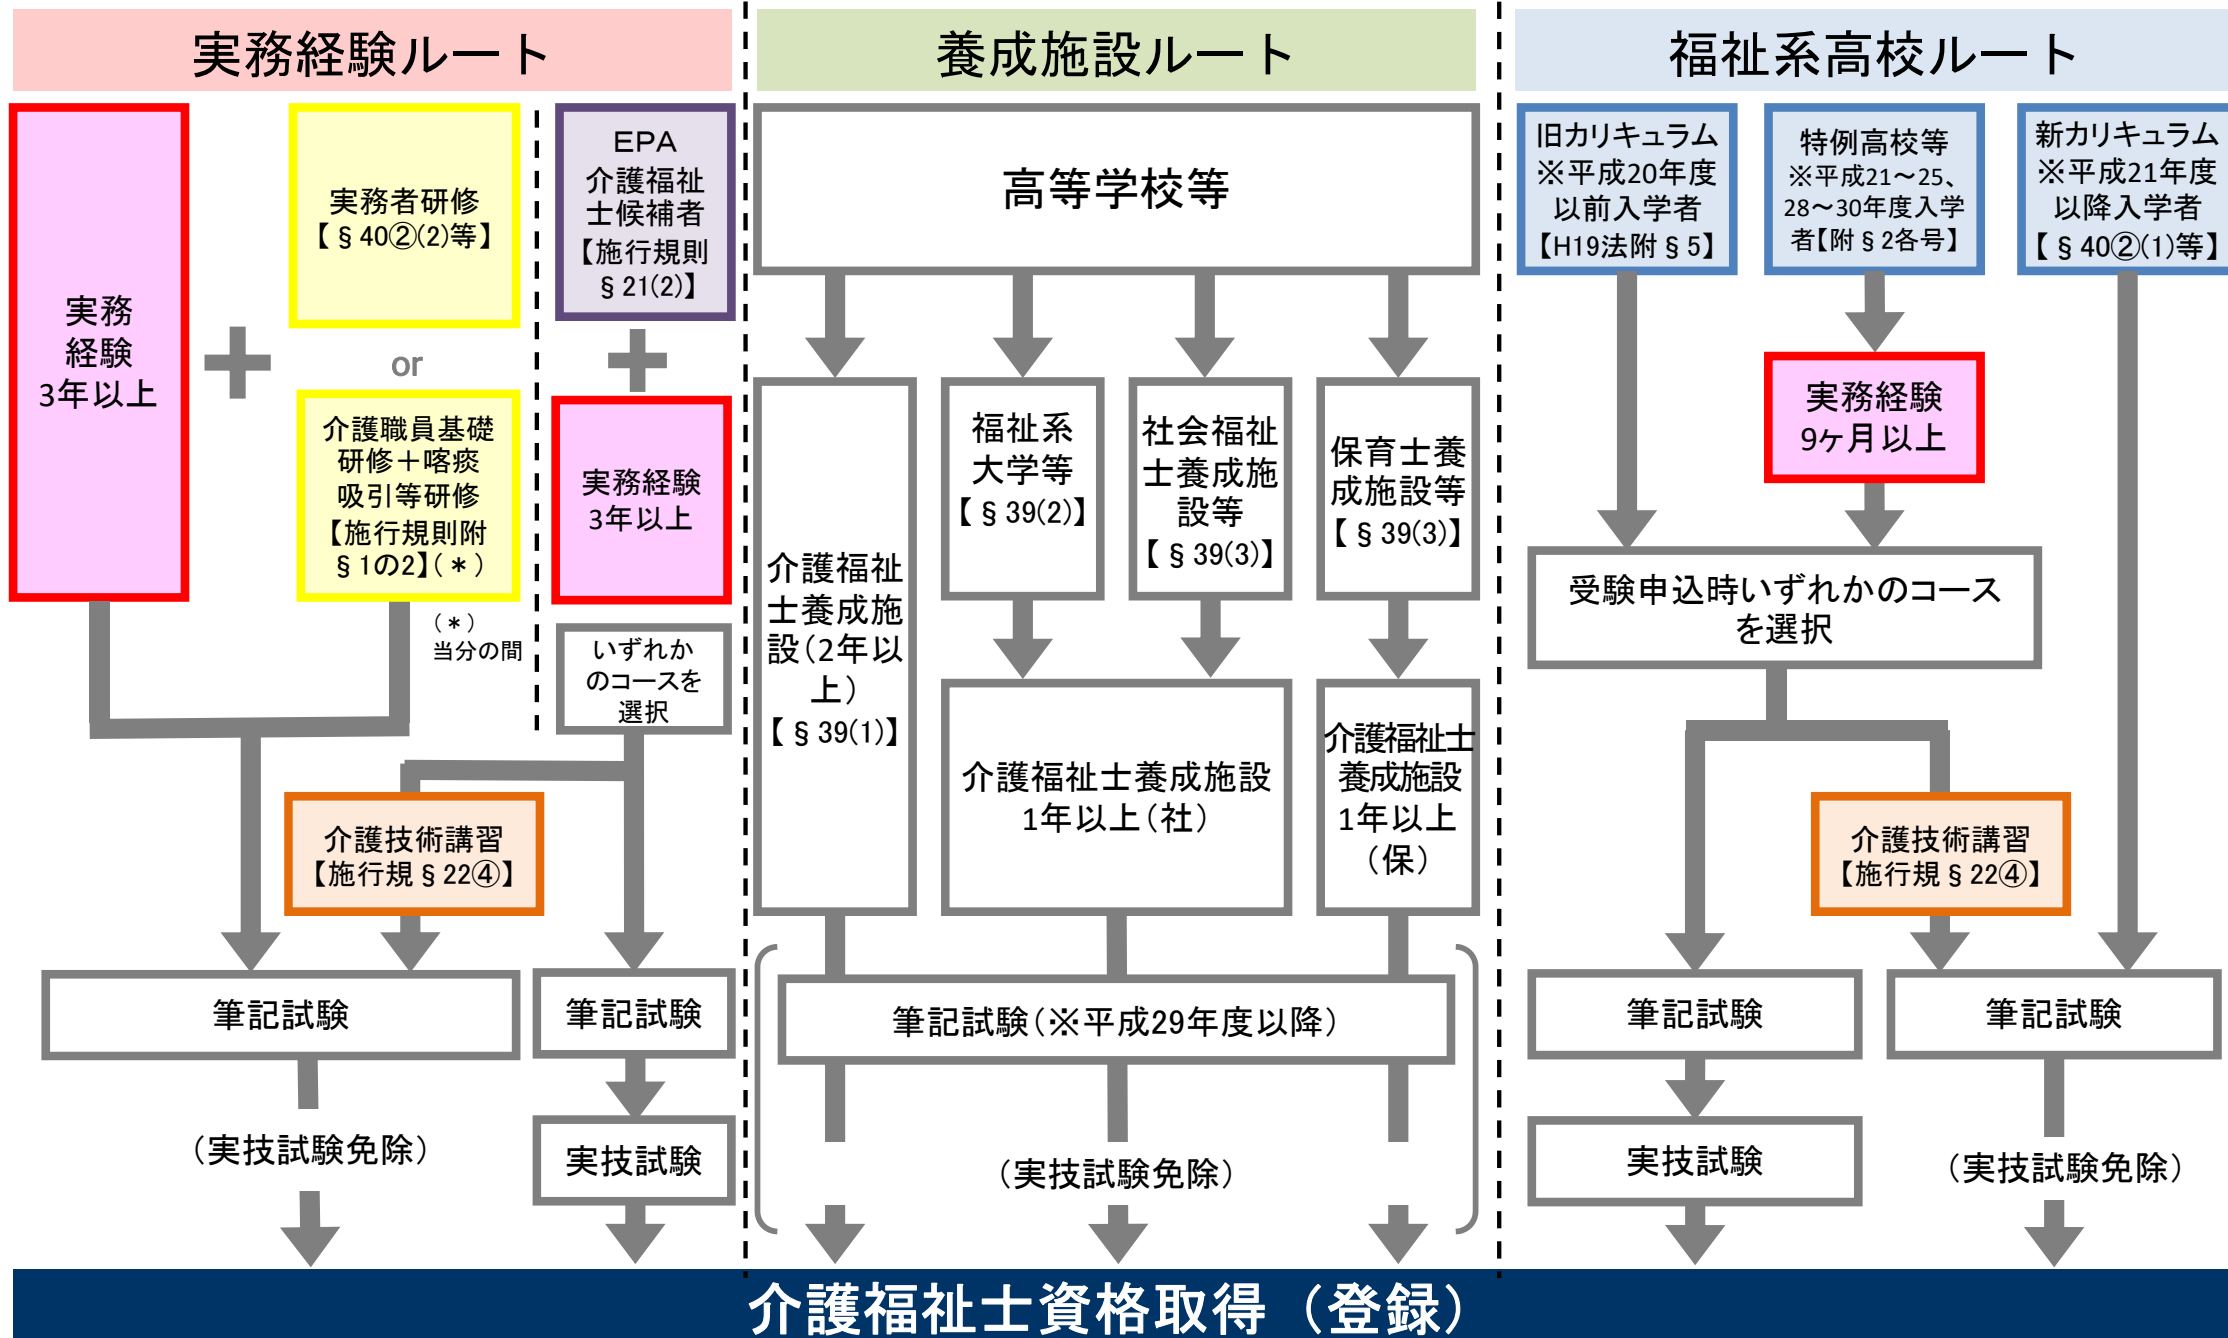 実務経験ルート
実務
経験
3年以上
実務者研修
【§40②(2)等】
or
介護職員基礎
研修＋喀痰
吸引等研修
【施行規則附
§1の2】(＊)
(＊)
当分の間
EPA
介護福祉
士候補者
【施行規則
§21(2)】
実務経験
3年以上
いずれか
のコースを
選択
介護技術講習
【施行規§22④】
筆記試験
(実技試験免除)
筆記試験
実技試験
養成施設ルート
高等学校等
介護福祉
士養成施
設(2年以
上)
【§39(1)】
福祉系
大学等
【§39(2)】
社会福祉
士養成施
設等
【§39(3)】
保育士養
成施設等
【§39(3)】
介護福祉士養成施設
1年以上(社)
介護福祉士
養成施設
1年以上
(保)
筆記試験(※平成29年度以降)
(実技試験免除)
福祉系高校ルート
旧カリキュラム
※平成20年度
以前入学者
【H19法附§5】
特例高校等
※平成21～25、
28～30年度入学
者【附§2各号】
新カリキュラム
※平成21年度
以降入学者
【§40②(1)等】
実務経験
9ヶ月以上
受験申込時いずれかのコース
を選択
介護技術講習
【施行規§22④】
筆記試験
実技試験
筆記試験
(実技試験免除)
介護福祉士資格取得（登録）